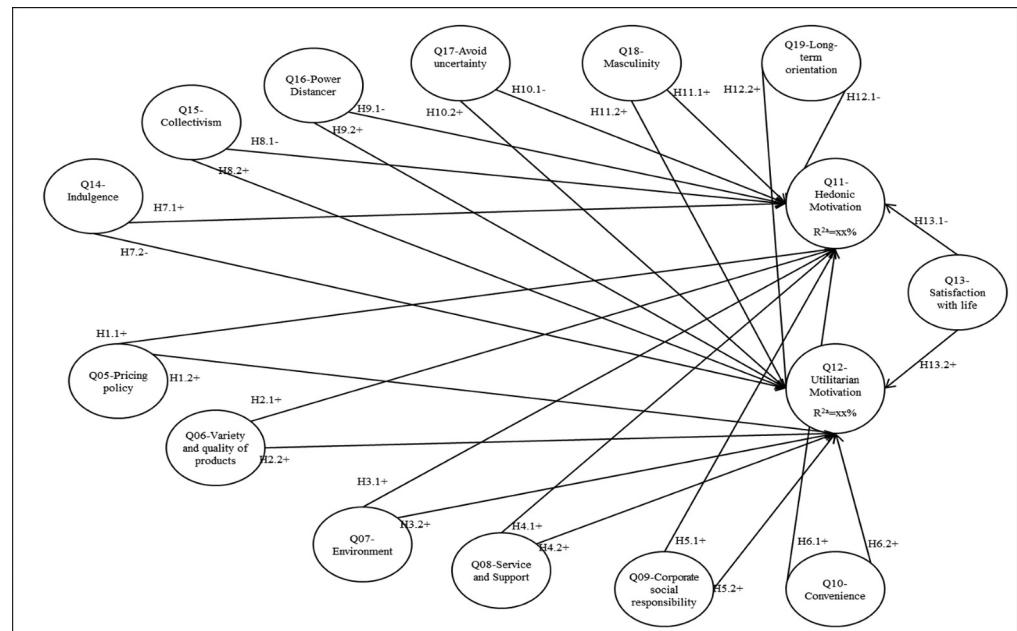 Q17-Avoid
uncertainty
Q18-
Masculinity
Q19-Long-
term
orientation
Q16-Power
Distancer
H10.1-
H11.1+
H12.2+
H12.1-
H9.1-
H10.2+
H11.2+
Q15-
Collectivism
H9.2+
H8.1-
H8.2+
Q14-
Indulgence
H7.1+
Q11-
Hedonic
Motivation
R²ᵃ=xx%
H7.2-
H13.1-
Q13-
Satisfaction
with life
H1.1+
Q05-Pricing
policy
H1.2+
Q12-
Utilitarian
Motivation
R²ᵃ=xx%
H13.2+
H2.1+
Q06-Variety
and quality of
products
H2.2+
H3.1+
H3.2+
Q07-
Environment
H4.1+
H4.2+
Q08-Service
and Support
H5.1+
H5.2+
Q09-Corporate
social
responsibility
H6.1+
H6.2+
Q10-
Convenience